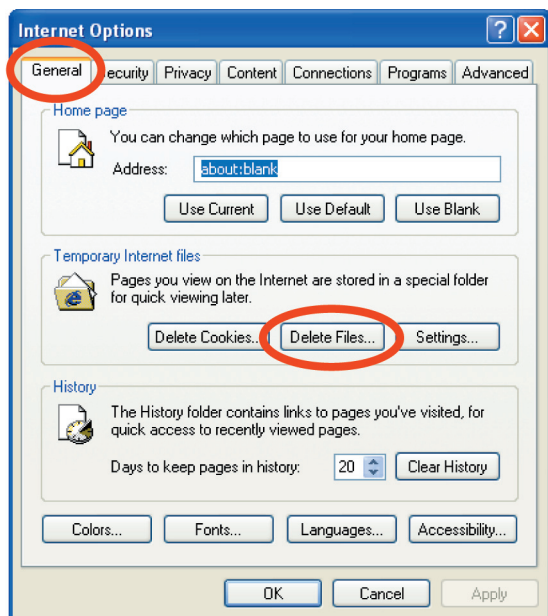 Internet Options
General Security Privacy Content Connections Programs Advanced
Home page
You can change which page to use for your home page.
Address: about:blank
Use Current Use Default Use Blank
Temporary Internet files
Pages you view on the Internet are stored in a special folder
for quick viewing later.
Delete Cookies... Delete Files... Settings...
History
The History folder contains links to pages you've visited, for
quick access to recently viewed pages.
Days to keep pages in history: 20 Clear History
Colors... Fonts... Languages... Accessibility...
OK Cancel Apply